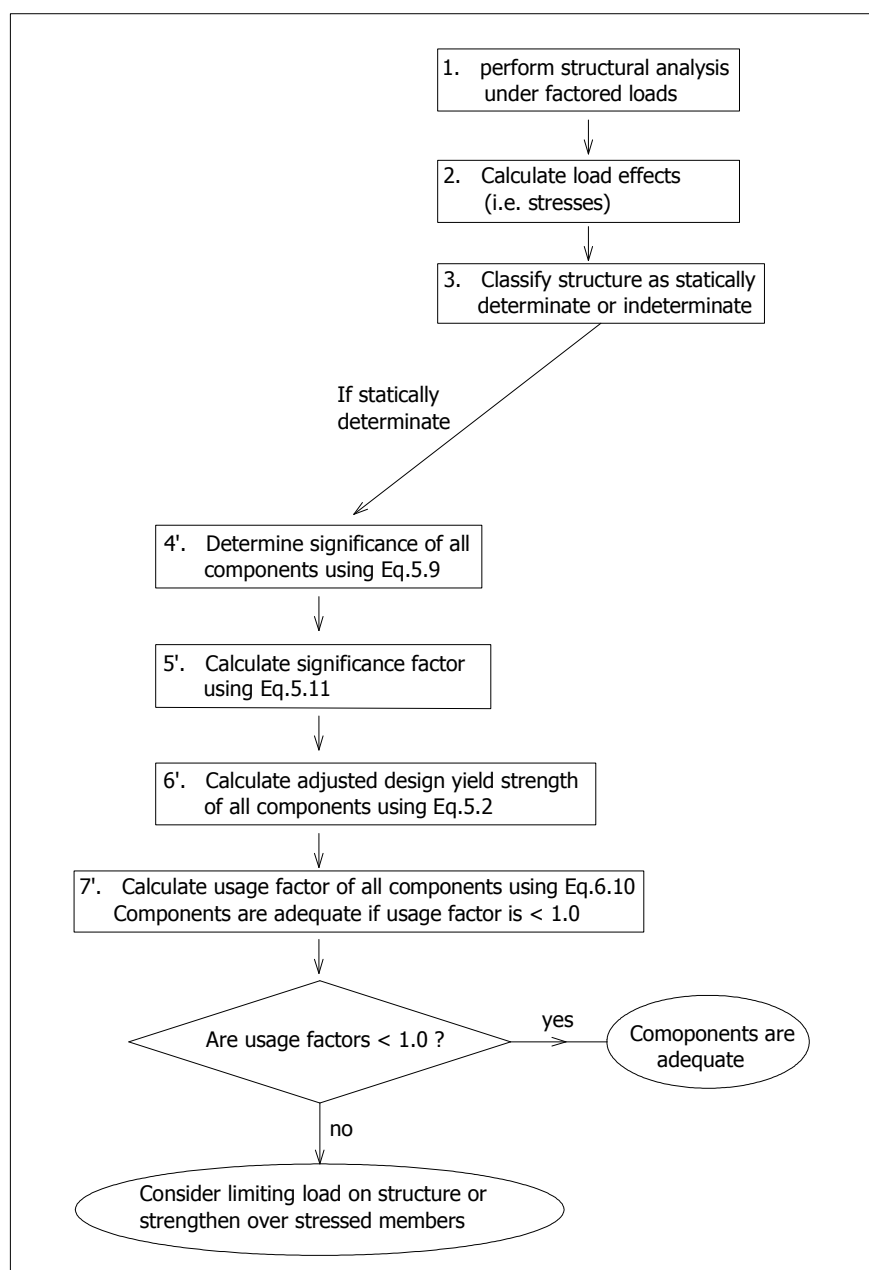 1. perform structural analysis
under factored loads
2. Calculate load effects
(i.e. stresses)
3. Classify structure as statically
determinate or indeterminate
If statically
determinate
4'. Determine significance of all
components using Eq.5.9
5'. Calculate significance factor
using Eq.5.11
6'. Calculate adjusted design yield strength
of all components using Eq.5.2
7'. Calculate usage factor of all components using Eq.6.10
Components are adequate if usage factor is < 1.0
Are usage factors < 1.0 ?
yes
Comoponents are
adequate
no
Consider limiting load on structure or
strengthen over stressed members